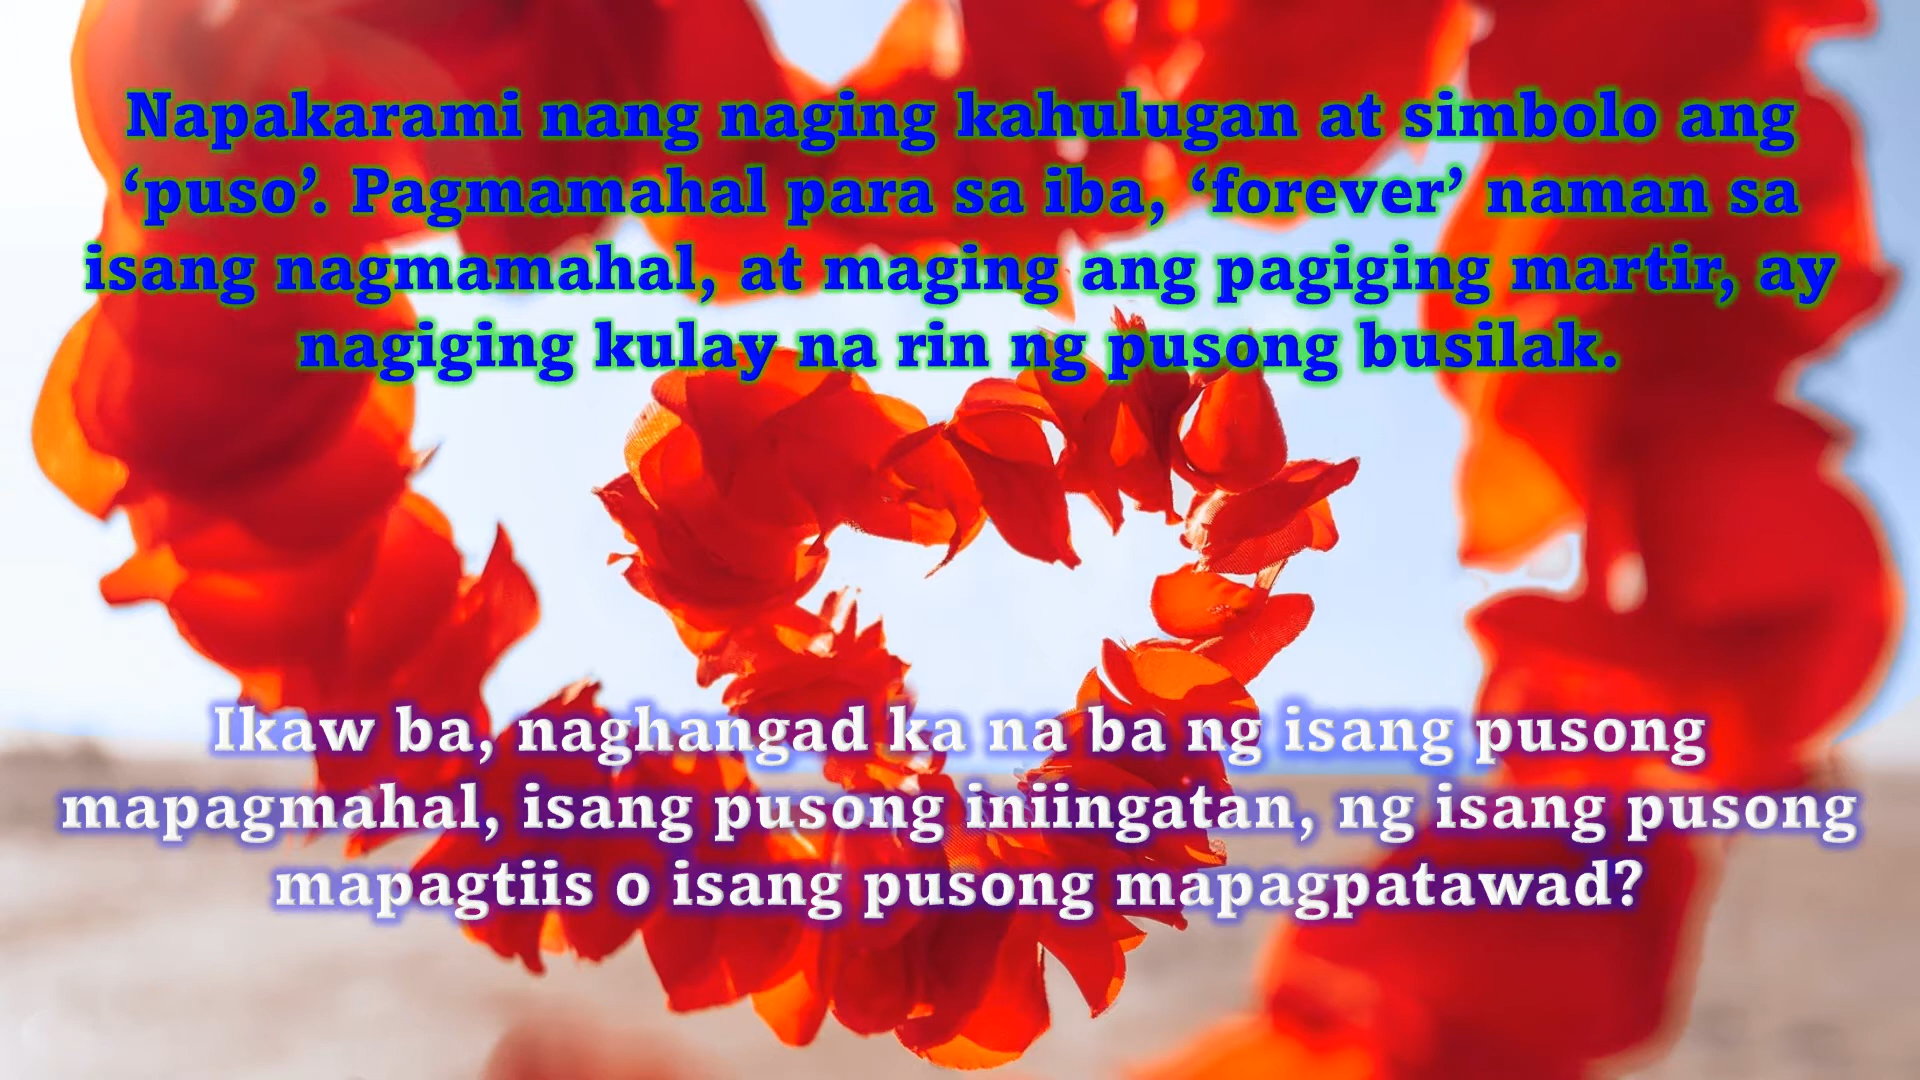 Napakarami nang naging kahulugan at simbolo ang
‘puso’. Pagmamahal para sa iba, ‘forever’ naman sa
isang nagmamahal, at maging ang pagiging martir, ay
nagiging kulay na rin ng pusong busilak.
Ikaw ba, naghangad ka na ba ng isang pusong
mapagmahal, isang pusong iniingatan, ng isang pusong
mapagtiis o isang pusong mapagpatawad?